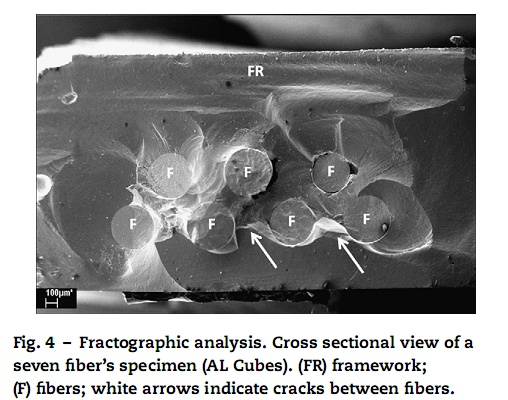 FR
F F F
F F F F
100µm*
Fig. 4 – Fractographic analysis. Cross sectional view of a
seven fiber's specimen (AL Cubes). (FR) framework;
(F) fibers; white arrows indicate cracks between fibers.